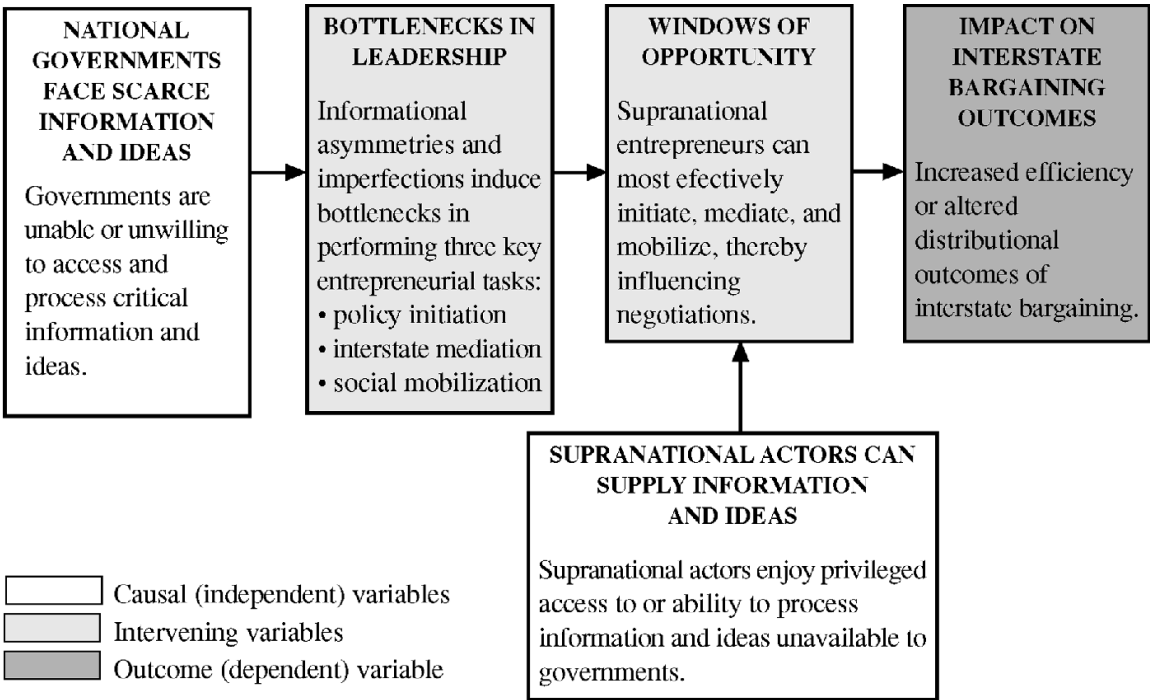 NATIONAL
GOVERNMENTS
FACE SCARCE
INFORMATION
AND IDEAS
Governments are
unable or unwilling
to access and
process critical
information and
ideas.
BOTTLENECKS IN
LEADERSHIP
Informational
asymmetries and
imperfections induce
bottlenecks in
performing three key
entrepreneurial tasks:
• policy initiation
• interstate mediation
• social mobilization
WINDOWS OF
OPPORTUNITY
Supranational
entrepreneurs can
most efectively
initiate, mediate, and
mobilize, thereby
influencing
negotiations.
IMPACT ON
INTERSTATE
BARGAINING
OUTCOMES
Increased efficiency
or altered
distributional
outcomes of
interstate bargaining.
SUPRANATIONAL ACTORS CAN
SUPPLY INFORMATION
AND IDEAS
Supranational actors enjoy privileged
access to or ability to process
information and ideas unavailable to
governments.
Causal (independent) variables
Intervening variables
Outcome (dependent) variable